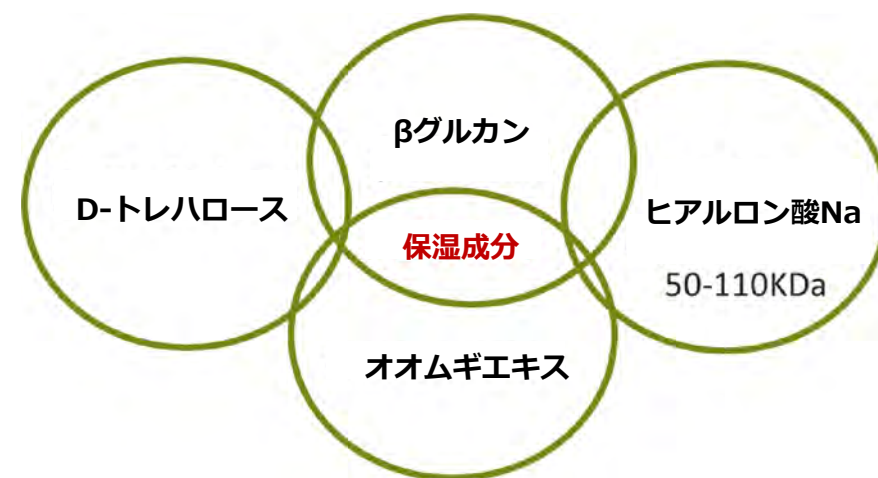 βグルカン
D-トレハロース
ヒアルロン酸Na
保湿成分
50-110KDa
オオムギエキス